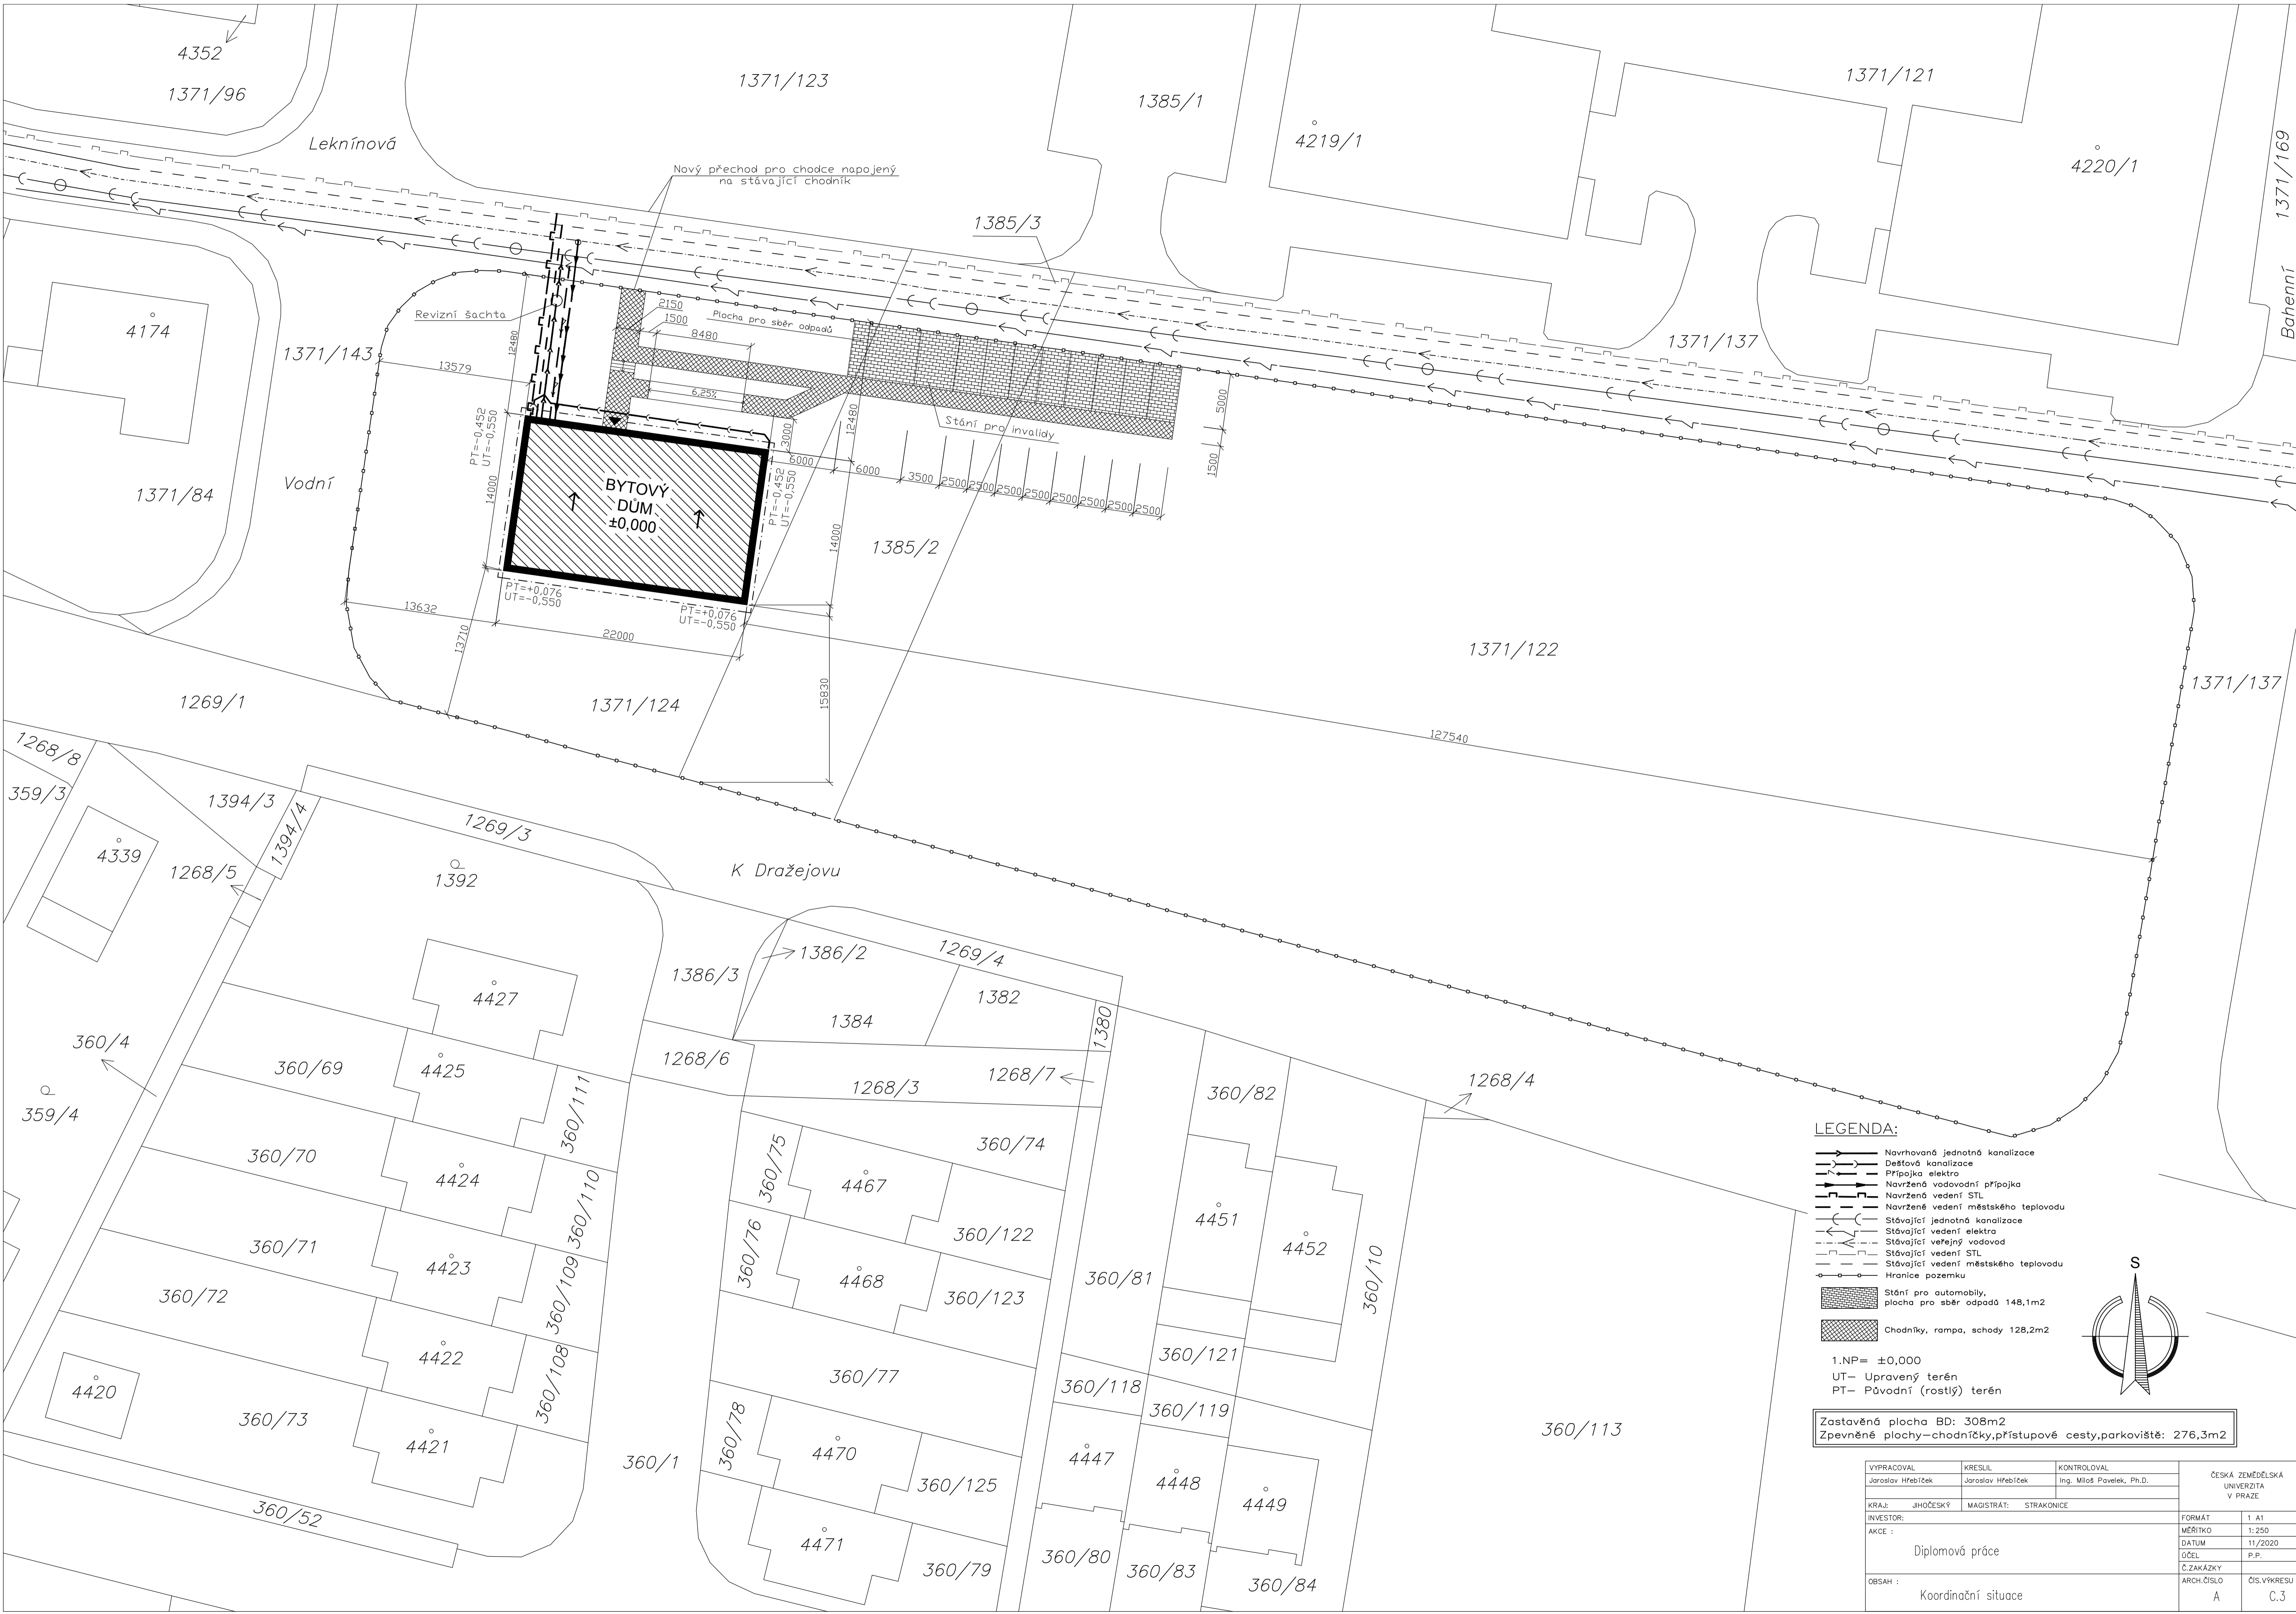 4352
1371/96
Leknínová
1371/123
1385/1
4219/1
1371/121
4220/1
1371/169
Bahenní
Nový přechod pro chodce napojený
na stávající chodník
1385/3
4174
1371/143
Revizní šachta
12480
13579
2150
1500
8480
Plocha pro sběr odpadů
6,25%
1371/137
Stání pro invalidy
5000
1500
3000
12480
6000
6000
3500
2500
2500
2500
2500
2500
2500
2500
2500
PT=-0,452
UT=-0,550
PT=-0,452
UT=-0,550
14000
1371/84
Vodní
BYTOVÝ
DŮM
±0,000
14000
1385/2
PT=+0,076
UT=-0,550
PT=+0,076
UT=-0,550
13632
13710
22000
15830
1371/122
1371/137
127540
1269/1
1371/124
1268/8
359/3
1394/3
1394/4
1269/3
4339
1268/5
1392
K Dražejovu
4427
1386/3
1386/2
1269/4
1382
1384
1380
360/4
359/4
360/69
4425
360/111
1268/6
1268/3
1268/7
1268/4
360/82
360/70
4424
360/110
360/75
4467
360/74
360/122
4451
4452
360/71
4423
360/109
360/76
4468
360/123
360/81
360/10
360/72
4422
360/108
360/77
360/121
360/118
360/119
4420
360/73
4421
360/1
360/78
4470
360/125
4447
4448
4449
360/113
360/52
4471
360/79
360/80
360/83
360/84
LEGENDA:
Navrhovaná jednotná kanalizace
Dešťová kanalizace
Přípojka elektro
Navržená vodovodní přípojka
Navržená vedení STL
Navržené vedení městského teplovodu
Stávající jednotná kanalizace
Stávající vedení elektra
Stávající veřejný vodovod
Stávající vedení STL
Stávající vedení městského teplovodu
Hranice pozemku
Stání pro automobily,
plocha pro sběr odpadů 148,1m2
Chodníky, rampa, schody 128,2m2
S
1.NP= ±0,000
UT- Upravený terén
PT- Původní (rostlý) terén
Zastavěná plocha BD: 308m2
Zpevněné plochy-chodníčky,přístupové cesty,parkoviště: 276,3m2
VYPRACOVAL KRESLIL KONTROLOVAL
Jaroslav Hřebíček Jaroslav Hřebíček Ing. Miloš Pavelek, Ph.D.
ČESKÁ ZEMĚDĚLSKÁ
UNIVERZITA
V PRAZE
KRAJ: JIHOČESKÝ MAGISTRÁT: STRAKONICE
INVESTOR:
FORMÁT 1 A1
AKCE :
Diplomová práce
MĚŘÍTKO 1:250
DATUM 11/2020
ÚČEL P.P.
Č.ZAKÁZKY
OBSAH :
Koordinační situace
ARCH.ČÍSLO ČÍS.VÝKRESU
A C.3